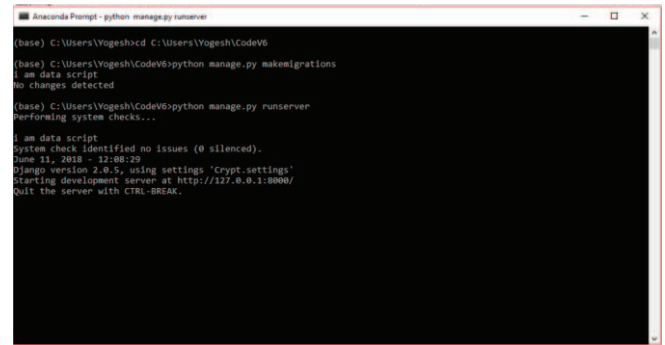 Anaconda Prompt - python manage.py runserver
(base) C:\Users\Yogesh>cd C:\Users\Yogesh\CodeV6
(base) C:\Users\Yogesh\CodeV6>python manage.py makemigrations
i am data script
No changes detected
(base) C:\Users\Yogesh\CodeV6>python manage.py runserver
Performing system checks...
i am data script
System check identified no issues (0 silenced).
June 11, 2018 - 12:08:29
Django version 2.0.5, using settings 'Crypt.settings'
Starting development server at http://127.0.0.1:8000/
Quit the server with CTRL-BREAK.